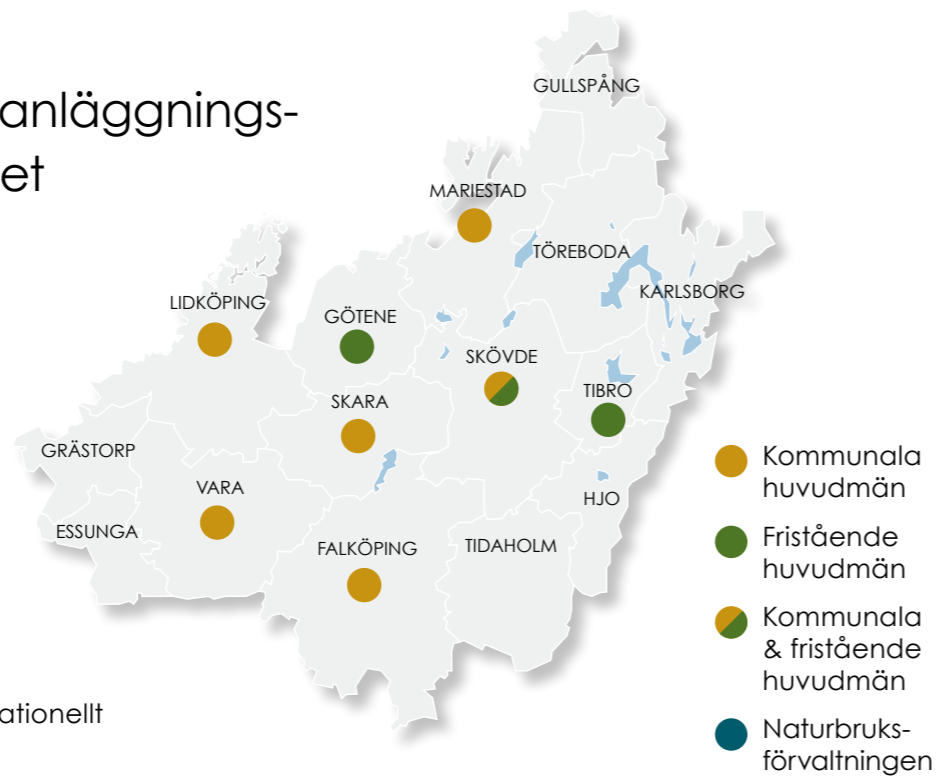 anläggnings-
et
GULLSPÅNG
MARIESTAD
TÖREBODA
KARLSBORG
LIDKÖPING
GÖTENE
SKÖVDE
TIBRO
SKARA
GRÄSTORP
VARA
HJO
ESSUNGA
FALKÖPING
TIDAHOLM
Kommunala
huvudmän
Fristående
huvudmän
Kommunala
& fristående
huvudmän
Naturbruks-
förvaltningen
ationellt